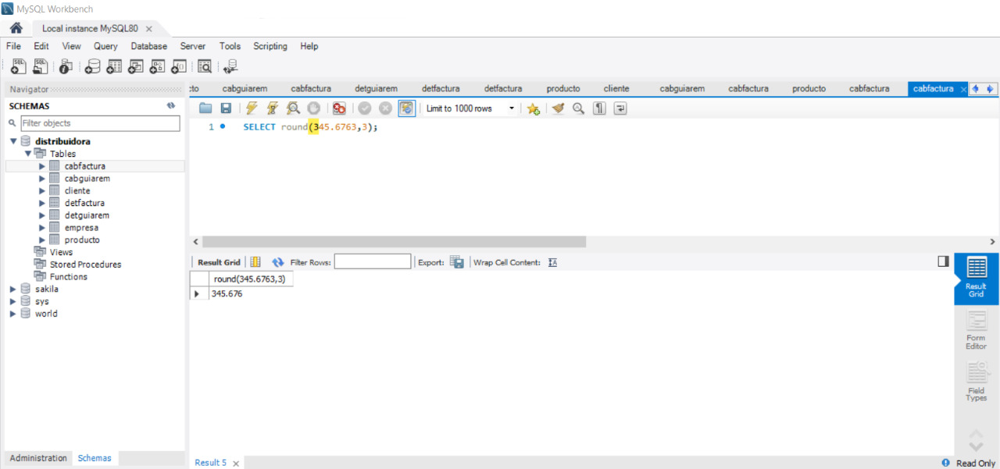 MySQL Workbench
Local instance MySQL80
File Edit View Query Database Server Tools Scripting Help
Navigator
SCHEMAS
Filter objects
distribuidora
Tables
cabfactura
cabguiarem
cliente
detfactura
detguiarem
empresa
producto
Views
Stored Procedures
Functions
sakila
sys
world
Administration Schemas
cto cabguiarem cabfactura detguiarem detfactura detfactura producto cliente cabguiarem cabfactura producto cabfactura cabfactura
Limit to 1000 rows
1 SELECT round(345.6763,3);
Result Grid Filter Rows: Export: Wrap Cell Content:
round(345.6763,3)
345.676
Result Grid
Form Editor
Field Types
Result 5
Read Only